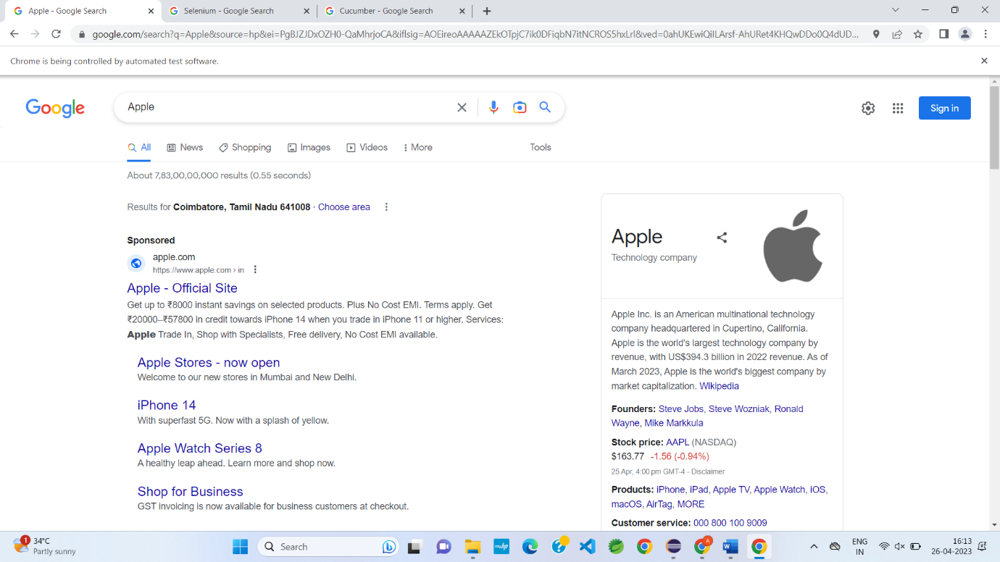 Apple - Google Search
Selenium - Google Search
Cucumber - Google Search
google.com/search?q=Apple&source=hp&ei=PgBJZJDxOZH0-QaMhrjoCA&iflsig=AOEireoAAAAAZEkOTpjC7ik0DFiqbN7itNCROS5hxLrl&ved=0ahUKEwiQiILArsf-AhURet4KHQwDDo0Q4dUD...
Chrome is being controlled by automated test software.
Google
Apple
Sign in
All News Shopping Images Videos More Tools
About 7,83,00,00,000 results (0.55 seconds)
Results for Coimbatore, Tamil Nadu 641008 · Choose area
Sponsored
apple.com
https://www.apple.com › in
Apple - Official Site
Get up to ₹8000 instant savings on selected products. Plus No Cost EMI. Terms apply. Get
₹20000–₹57800 in credit towards iPhone 14 when you trade in iPhone 11 or higher. Services:
Apple Trade In, Shop with Specialists, Free delivery, No Cost EMI available.
Apple Stores - now open
Welcome to our new stores in Mumbai and New Delhi.
iPhone 14
With superfast 5G. Now with a splash of yellow.
Apple Watch Series 8
A healthy leap ahead. Learn more and shop now.
Shop for Business
GST invoicing is now available for business customers at checkout.
Apple
Technology company
Apple Inc. is an American multinational technology
company headquartered in Cupertino, California.
Apple is the world's largest technology company by
revenue, with US$394.3 billion in 2022 revenue. As of
March 2023, Apple is the world's biggest company by
market capitalization. Wikipedia
Founders: Steve Jobs, Steve Wozniak, Ronald
Wayne, Mike Markkula
Stock price: AAPL (NASDAQ)
$163.77 -1.56 (-0.94%)
25 Apr, 4:00 pm GMT-4 - Disclaimer
Products: iPhone, iPad, Apple TV, Apple Watch, iOS,
macOS, AirTag, MORE
Customer service: 000 800 100 9009
1
34°C
Partly sunny
Search
myhp
A
W
ENG
IN
16:13
26-04-2023